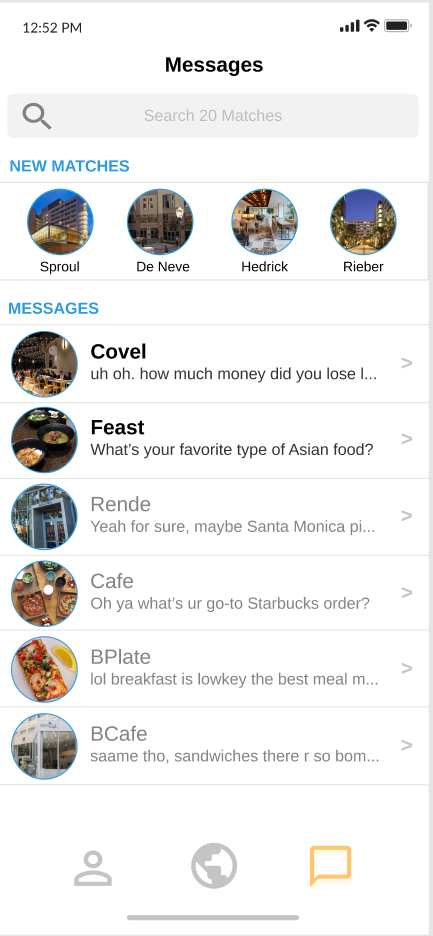 12:52 PM
Messages
Search 20 Matches
NEW MATCHES
Sproul De Neve Hedrick Rieber
MESSAGES
Covel
uh oh. how much money did you lose l... >
Feast
What’s your favorite type of Asian food? >
Rende
Yeah for sure, maybe Santa Monica pi... >
Cafe
Oh ya what’s ur go-to Starbucks order? >
BPlate
lol breakfast is lowkey the best meal m... >
BCafe
saame tho, sandwiches there r so bom... >